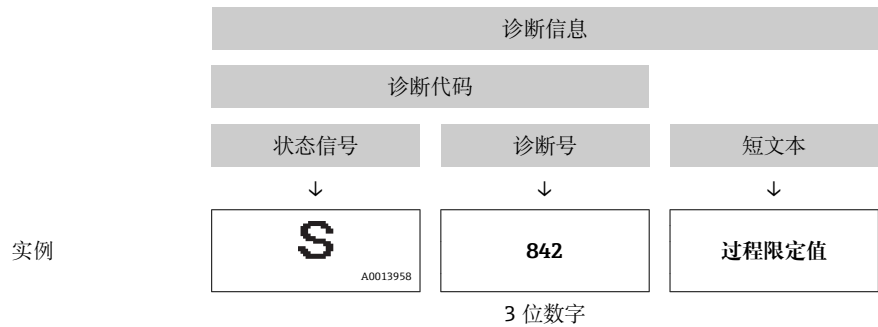 诊断信息
诊断代码
状态信号 诊断号 短文本
↓ ↓ ↓
实例 S 842 过程限定值
A0013958
3 位数字